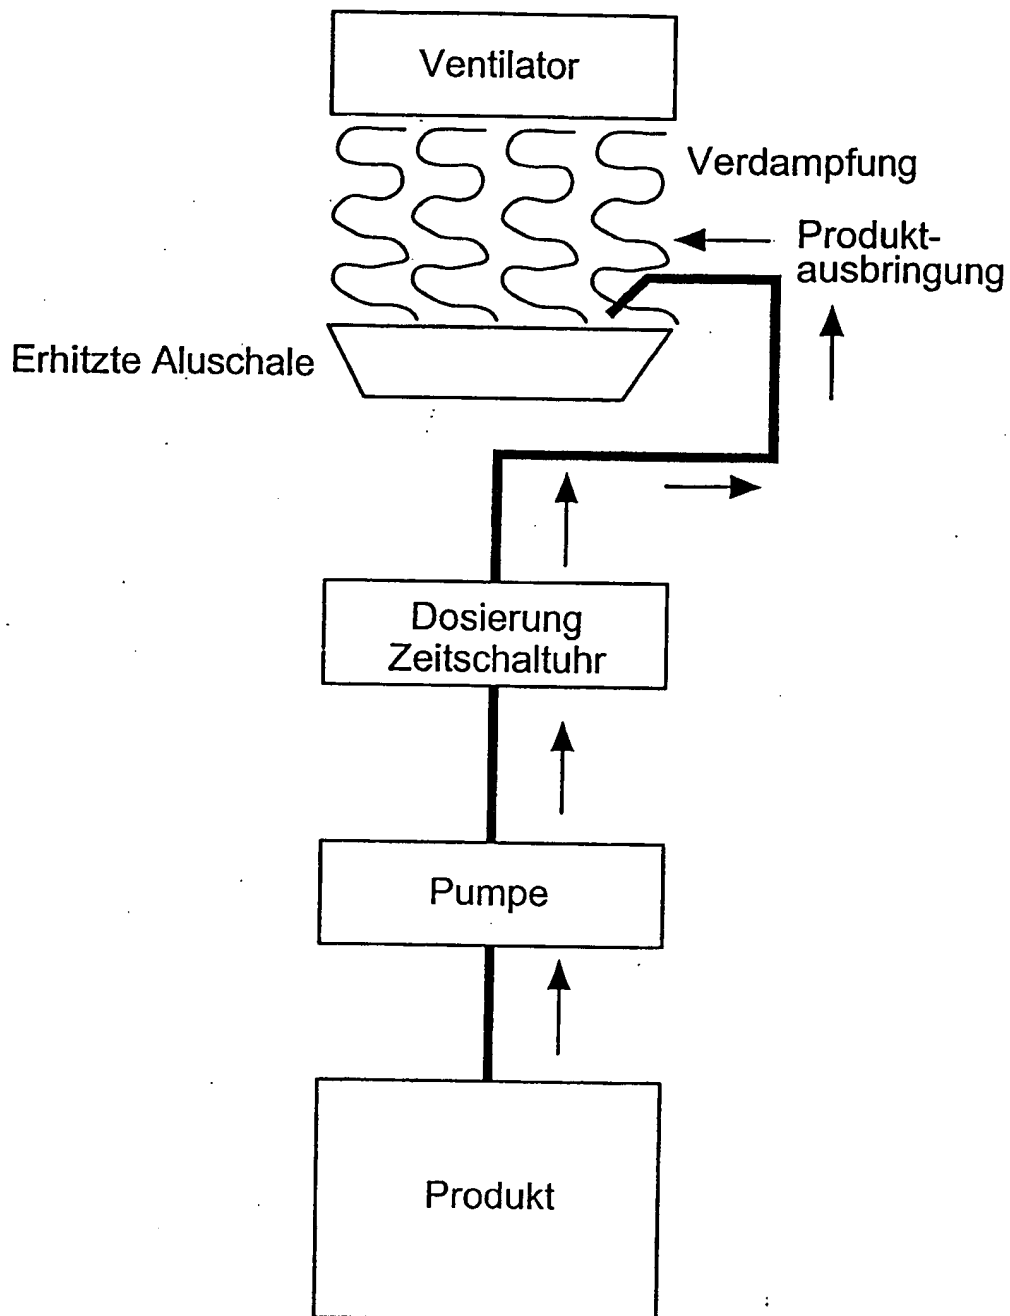 Ventilator
Verdampfung
Produkt-
ausbringung
Erhitzte Aluschale
Dosierung
Zeitschaltuhr
Pumpe
Produkt